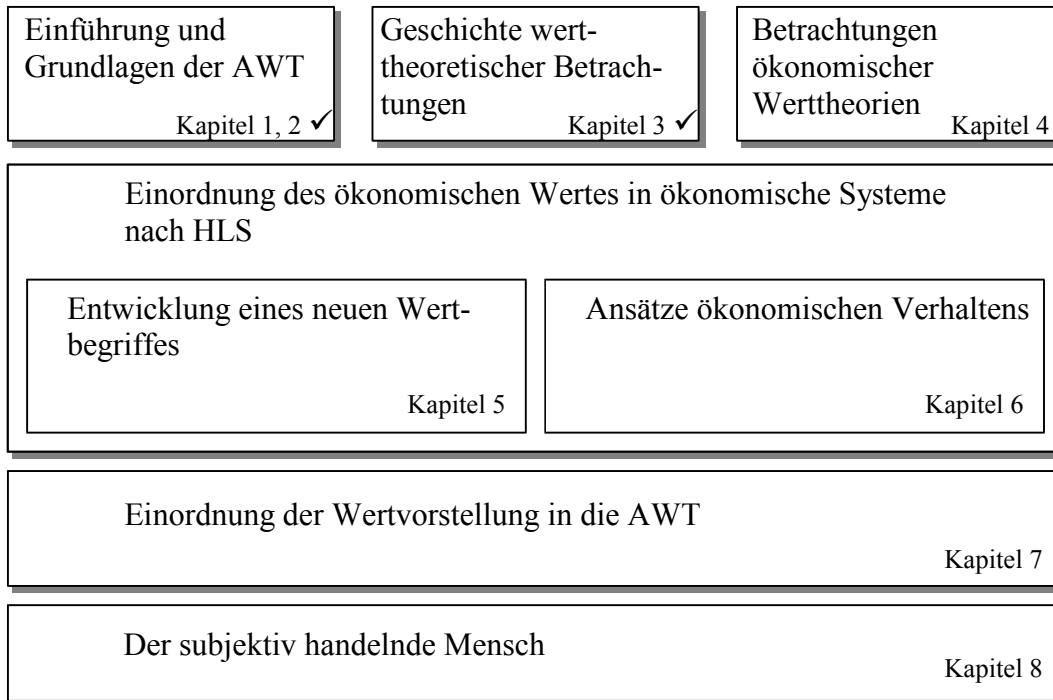 Einführung und
Grundlagen der AWT
Kapitel 1, 2 ✓
Geschichte wert-
theoretischer Betrach-
tungen
Kapitel 3 ✓
Betrachtungen
ökonomischer
Werttheorien
Kapitel 4
Einordnung des ökonomischen Wertes in ökonomische Systeme
nach HLS
Entwicklung eines neuen Wert-
begriffes
Kapitel 5
Ansätze ökonomischen Verhaltens
Kapitel 6
Einordnung der Wertvorstellung in die AWT
Kapitel 7
Der subjektiv handelnde Mensch
Kapitel 8